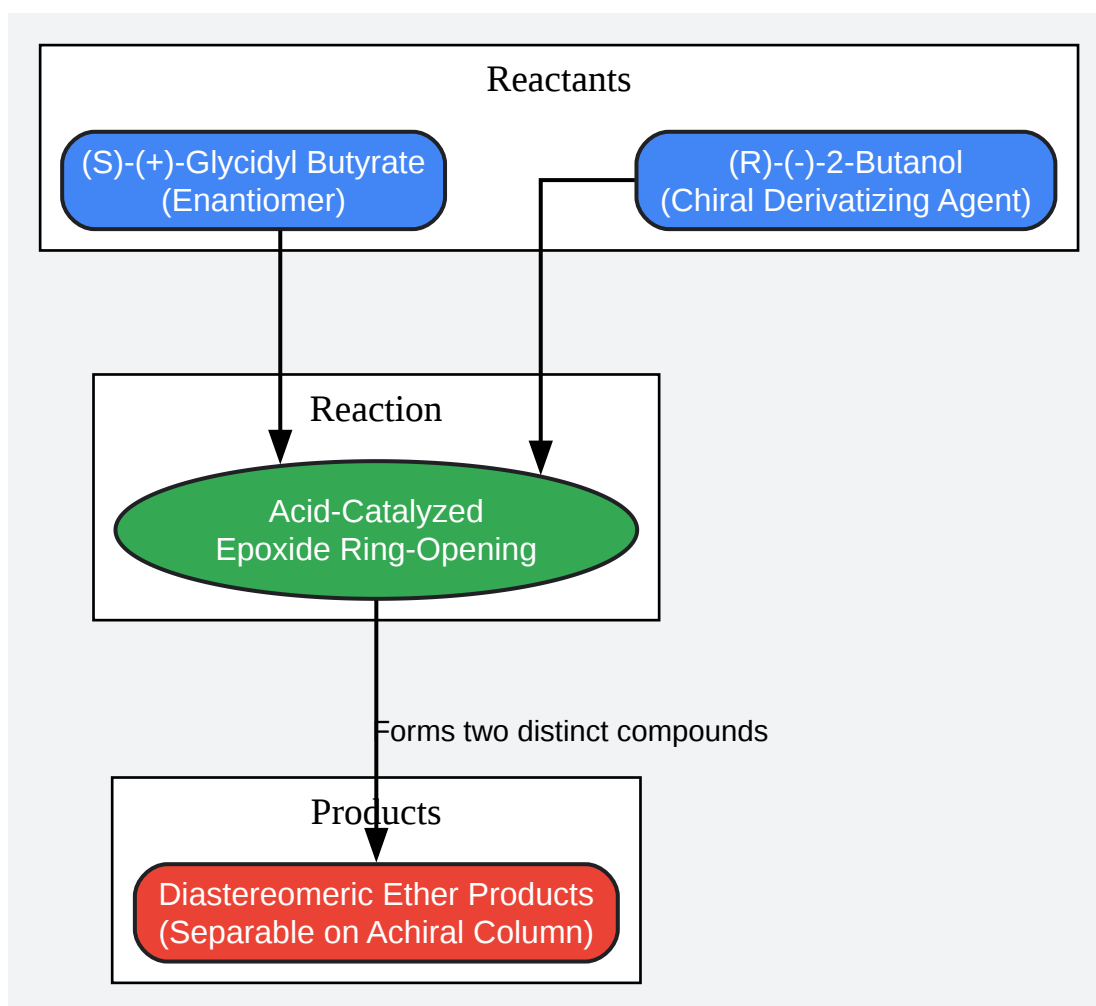 Reactants
(S)-(+)-Glycidyl Butyrate
(Enantiomer)
(R)-(-)-2-Butanol
(Chiral Derivatizing Agent)
Reaction
Acid-Catalyzed
Epoxide Ring-Opening
Forms two distinct compounds
Products
Diastereomeric Ether Products
(Separable on Achiral Column)